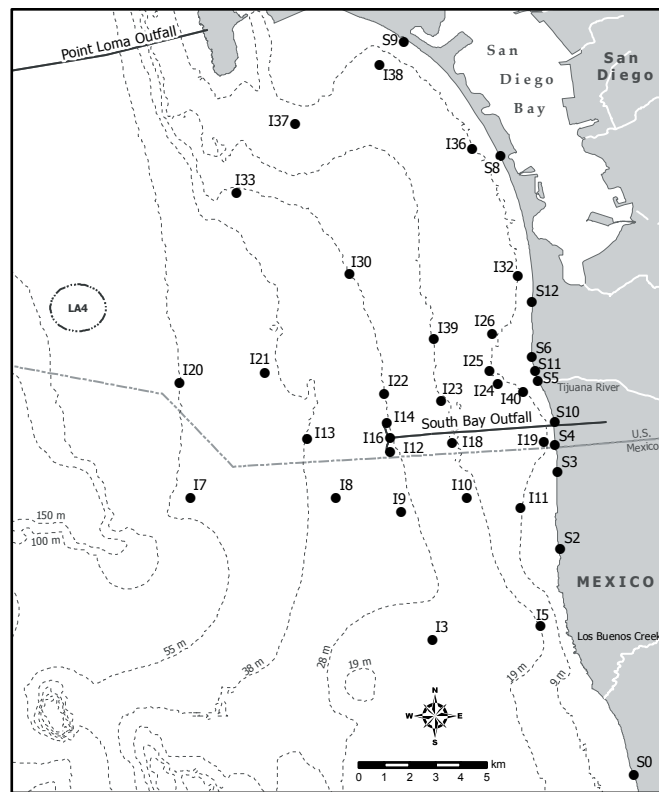 Point Loma Outfall
S9
San
Diego
Bay
San
Diego
I38
I37
I36
S8
I33
I30
I32
S12
LA4
I39
I26
S6
I21
I25
S11
I20
S5
I24
Tijuana River
I22
I23
I40
I14
South Bay Outfall
S10
I13
I16
I18
I19
S4
U.S.
Mexico
I12
S3
I7
I8
I9
I10
I11
150 m
100 m
S2
MEXICO
I5
I3
Los Buenos Creek
55 m
38 m
28 m
19 m
19 m
9 m
N
W
E
S
0 1 2 3 4 5 km
S0